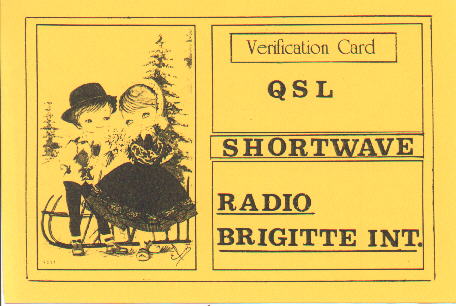 Verification Card
QSL
SHORTWAVE
RADIO
BRIGITTE INT.